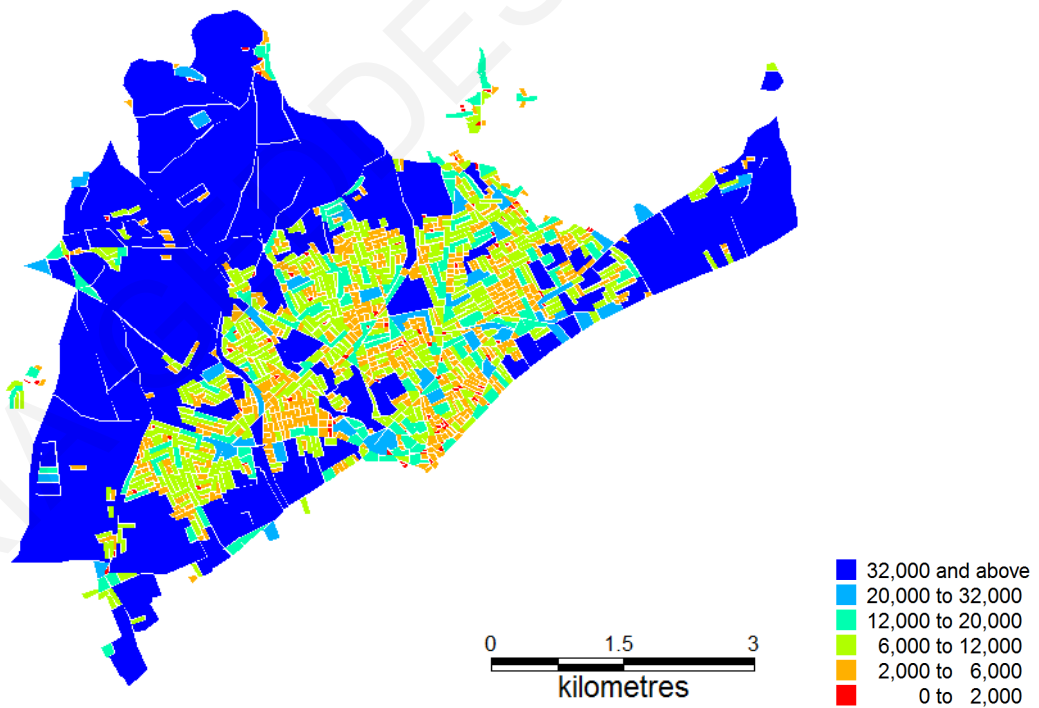 0 1.5 3
kilometres
32,000 and above
20,000 to 32,000
12,000 to 20,000
6,000 to 12,000
2,000 to 6,000
0 to 2,000